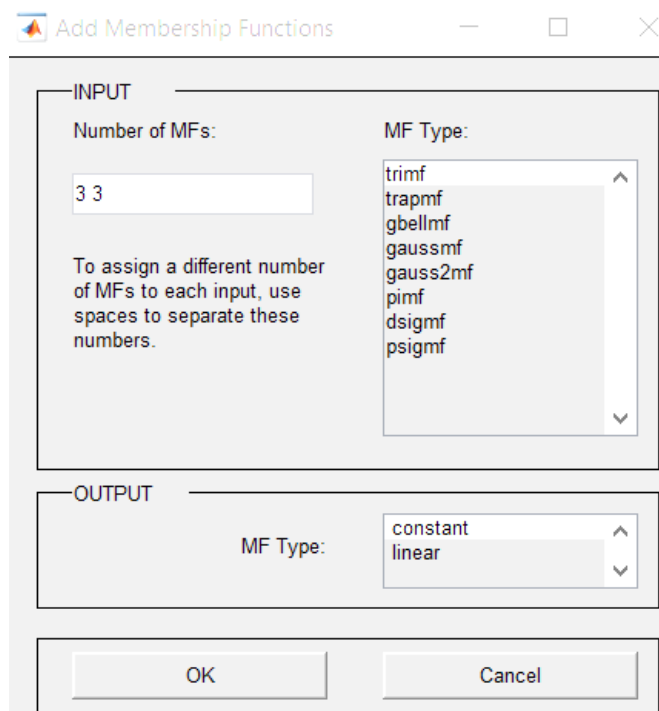 Add Membership Functions
INPUT
Number of MFs:
3 3
To assign a different number
of MFs to each input, use
spaces to separate these
numbers.
MF Type:
trimf
trapmf
gbellmf
gaussmf
gauss2mf
pimf
dsigmf
psigmf
OUTPUT
MF Type:
constant
linear
OK
Cancel